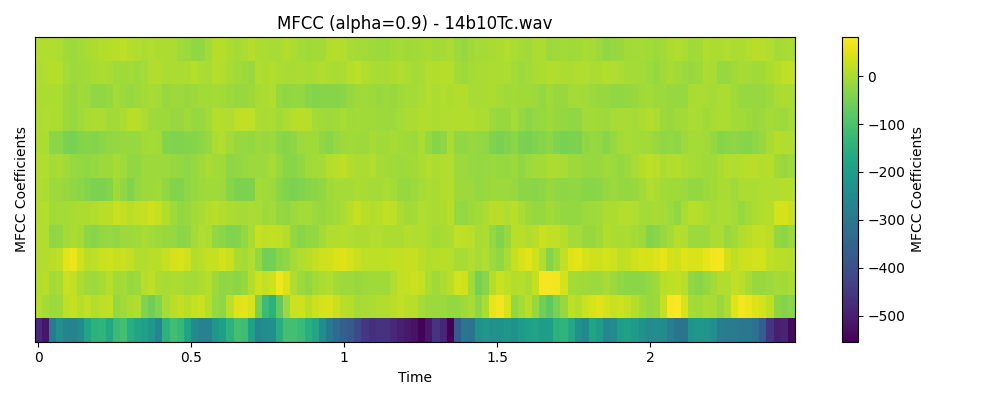 MFCC (alpha=0.9) - 14b10Tc.wav
MFCC Coefficients
0
0.5
1
1.5
2
Time
0
−100
−200
−300
−400
−500
MFCC Coefficients